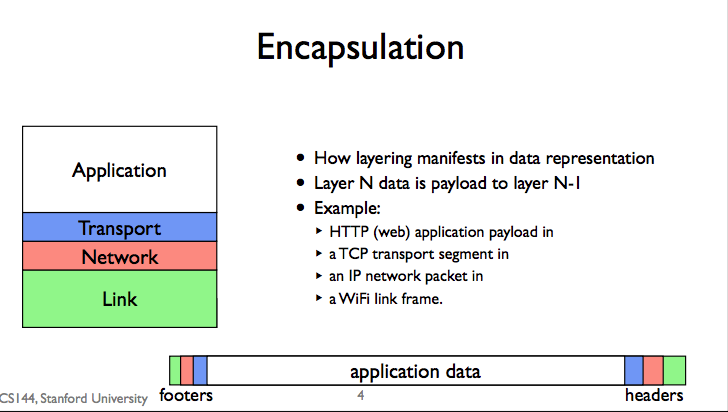 Encapsulation
Application
Transport
Network
Link
• How layering manifests in data representation
• Layer N data is payload to layer N-1
• Example:
‣ HTTP (web) application payload in
‣ a TCP transport segment in
‣ an IP network packet in
‣ a WiFi link frame.
application data
footers
headers
CS144, Stanford University
4